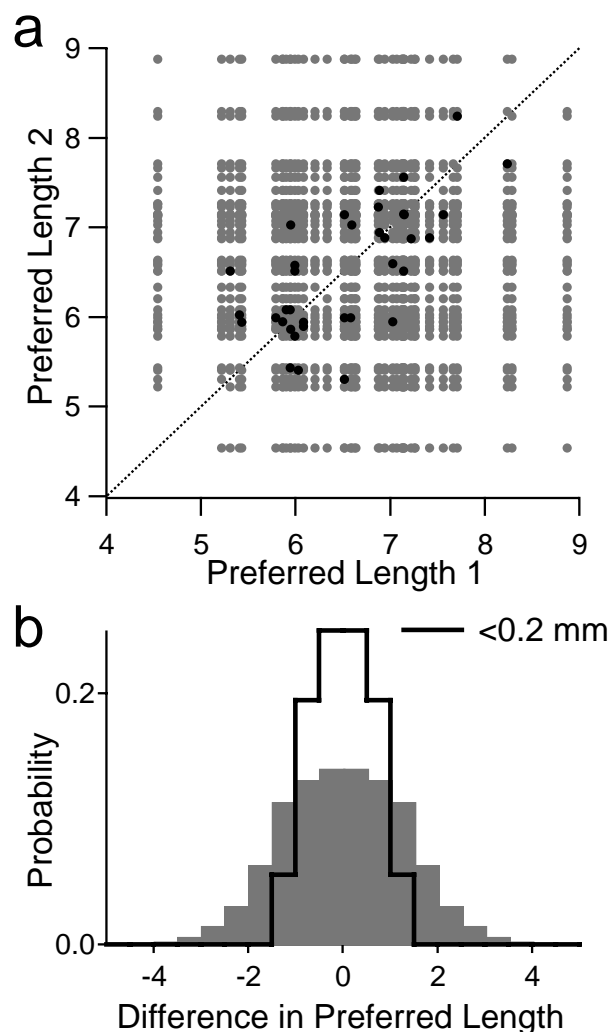 a
9
8
7
6
5
4
Preferred Length 2
4 5 6 7 8 9
Preferred Length 1
b
<0.2 mm
0.2
0.0
Probability
-4 -2 0 2 4
Difference in Preferred Length